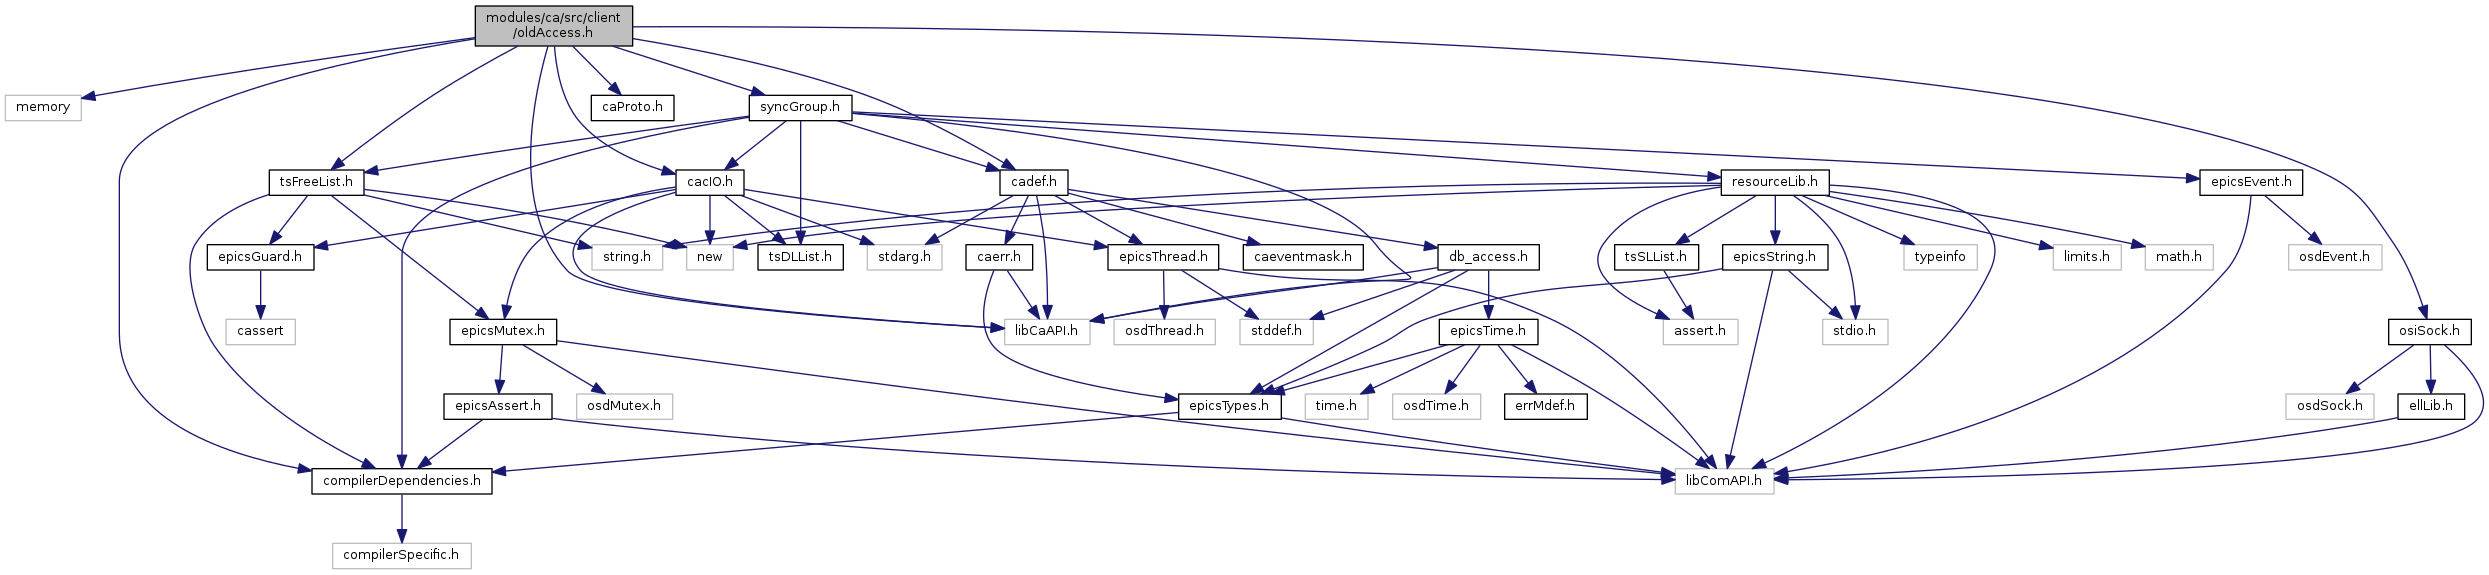 modules/ca/src/client
/oldAccess.h
memory
caProto.h
syncGroup.h
tsFreeList.h
cacIO.h
cadef.h
resourceLib.h
epicsEvent.h
epicsGuard.h
string.h
new
tsDLList.h
stdarg.h
caerr.h
epicsThread.h
caeventmask.h
db_access.h
tsSLList.h
epicsString.h
typeinfo
limits.h
math.h
osdEvent.h
cassert
epicsMutex.h
libCaAPI.h
osdThread.h
stddef.h
epicsTime.h
assert.h
stdio.h
osiSock.h
epicsAssert.h
osdMutex.h
epicsTypes.h
time.h
osdTime.h
errMdef.h
osdSock.h
ellLib.h
compilerDependencies.h
libComAPI.h
compilerSpecific.h